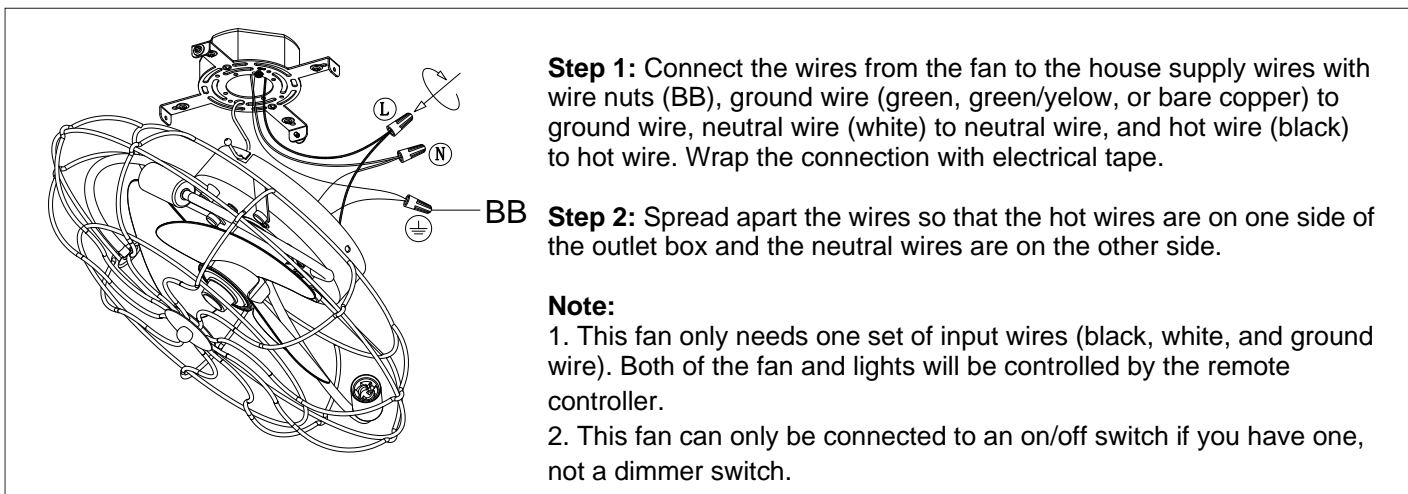 L
N
BB
Step 1: Connect the wires from the fan to the house supply wires with
wire nuts (BB), ground wire (green, green/yelow, or bare copper) to
ground wire, neutral wire (white) to neutral wire, and hot wire (black)
to hot wire. Wrap the connection with electrical tape.
Step 2: Spread apart the wires so that the hot wires are on one side of
the outlet box and the neutral wires are on the other side.
Note:
1. This fan only needs one set of input wires (black, white, and ground
wire). Both of the fan and lights will be controlled by the remote
controller.
2. This fan can only be connected to an on/off switch if you have one,
not a dimmer switch.